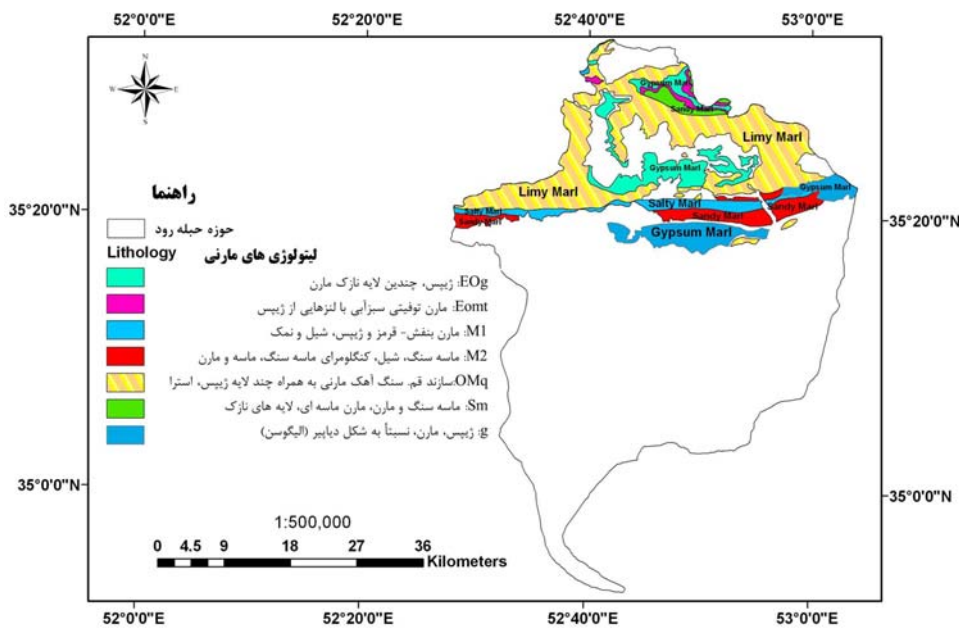 52°0'0"E 52°20'0"E 52°40'0"E 53°0'0"E
N
W E
S
Gypsum Marl
Sandy Marl
Limy Marl
Gypsum Marl
Gypsum Marl
Limy Marl
Salty Marl
Sandy Marl
Salty Marl
Sandy Marl
Sandy Marl
Gypsum Marl
35°20'0"N 35°20'0"N
راهنما
حوزه حبله رود
Lithology لیتولوژی های مارنی
EOg: ژیپس، چندین لایه نازک مارن
Eomt: مارن توفیتی سبزآبی با لنزهایی از ژیپس
M1: مارن بنفش- قرمز و ژیپس، شیل و نمک
M2: ماسه سنگ، شیل، کنگلومرای ماسه سنگ، ماسه و مارن
OMq:سازند قم. سنگ آهک مارنی به همراه چند لایه ژیپس، استرا
Sm: ماسه سنگ و مارن، مارن ماسه ای، لایه های نازک
g: ژیپس، مارن، نسبتاً به شکل دیاپیر (الیگوسن)
35°0'0"N 35°0'0"N
1:500,000
0 4.5 9 18 27 36
Kilometers
52°0'0"E 52°20'0"E 52°40'0"E 53°0'0"E